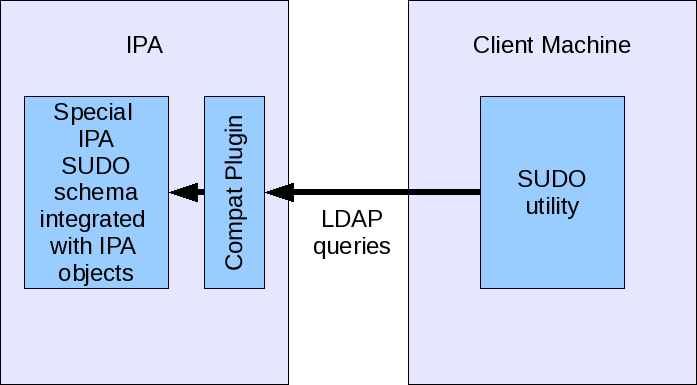 IPA
Client Machine
Special
IPA
SUDO
schema
integrated
with IPA
objects
Compat Plugin
LDAP
queries
SUDO
utility